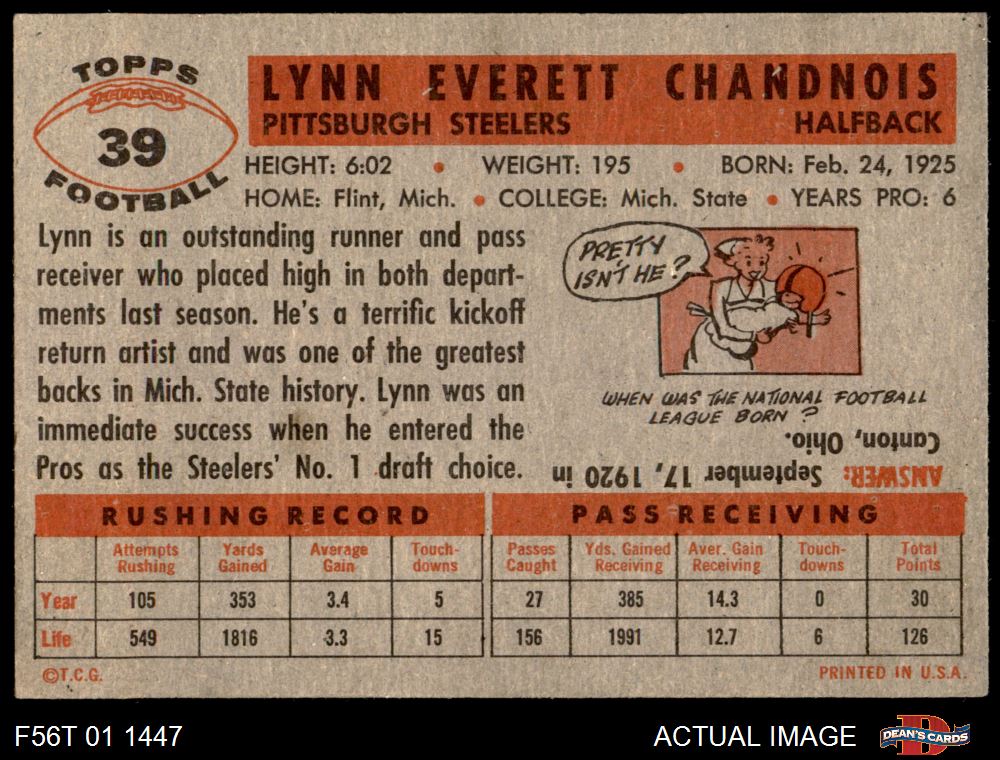 TOPPS
39
FOOTBALL
LYNN EVERETT CHANDNOIS
PITTSBURGH STEELERS HALFBACK
HEIGHT: 6:02 • WEIGHT: 195 • BORN: Feb. 24, 1925
HOME: Flint, Mich. • COLLEGE: Mich. State • YEARS PRO: 6
Lynn is an outstanding runner and pass
receiver who placed high in both depart-
ments last season. He's a terrific kickoff
return artist and was one of the greatest
backs in Mich. State history. Lynn was an
immediate success when he entered the
Pros as the Steelers' No. 1 draft choice.
PRETTY
ISN'T HE?
WHEN WAS THE NATIONAL FOOTBALL
LEAGUE BORN?
ANSWER: September 17, 1920 in
Canton, Ohio.
RUSHING RECORD
Attempts Rushing Yards Gained Average Gain Touch-downs
Year 105 353 3.4 5
Life 549 1816 3.3 15
PASS RECEIVING
Passes Caught Yds. Gained Receiving Aver. Gain Receiving Touch-downs Total Points
27 385 14.3 0 30
156 1991 12.7 6 126
©T.C.G. PRINTED IN U.S.A.
F56T 01 1447 ACTUAL IMAGE D DEAN'S CARDS